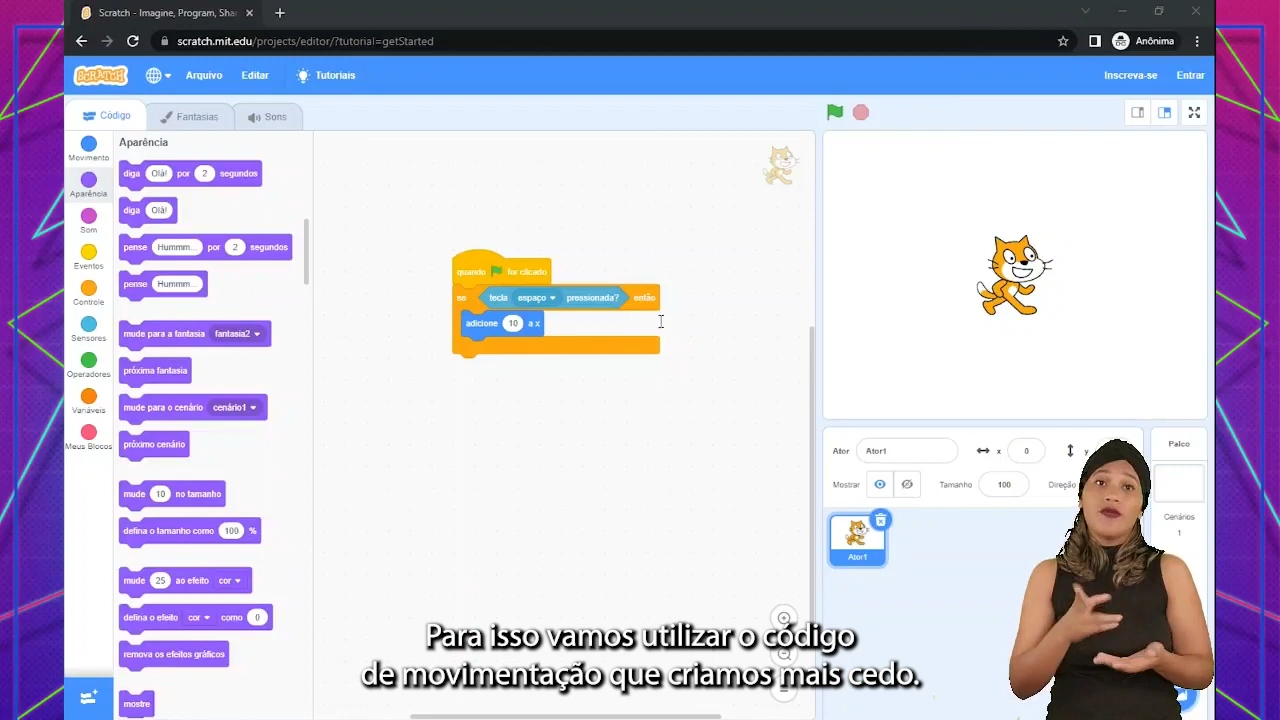 Scratch - Imagine, Program, Shar
scratch.mit.edu/projects/editor/?tutorial=getStarted
Anônima
SCRATCH
Arquivo
Editar
Tutoriais
Inscreva-se
Entrar
Código
Fantasias
Sons
Movimento
Aparência
Som
Eventos
Controle
Sensores
Operadores
Variáveis
Meus Blocos
Aparência
diga Olá! por 2 segundos
diga Olá!
pense Hummm... por 2 segundos
pense Hummm...
mude para a fantasia fantasia2
próxima fantasia
mude para o cenário cenário1
próximo cenário
mude 10 no tamanho
defina o tamanho como 100 %
mude 25 ao efeito cor
defina o efeito cor como 0
remova os efeitos gráficos
mostre
quando for clicado
se tecla espaço pressionada? então
adicione 10 a x
Ator Ator1 x 0 y
Mostrar Tamanho 100 Direção
Ator1
Palco
Cenários
1
Para isso vamos utilizar o código
de movimentação que criamos mais cedo.